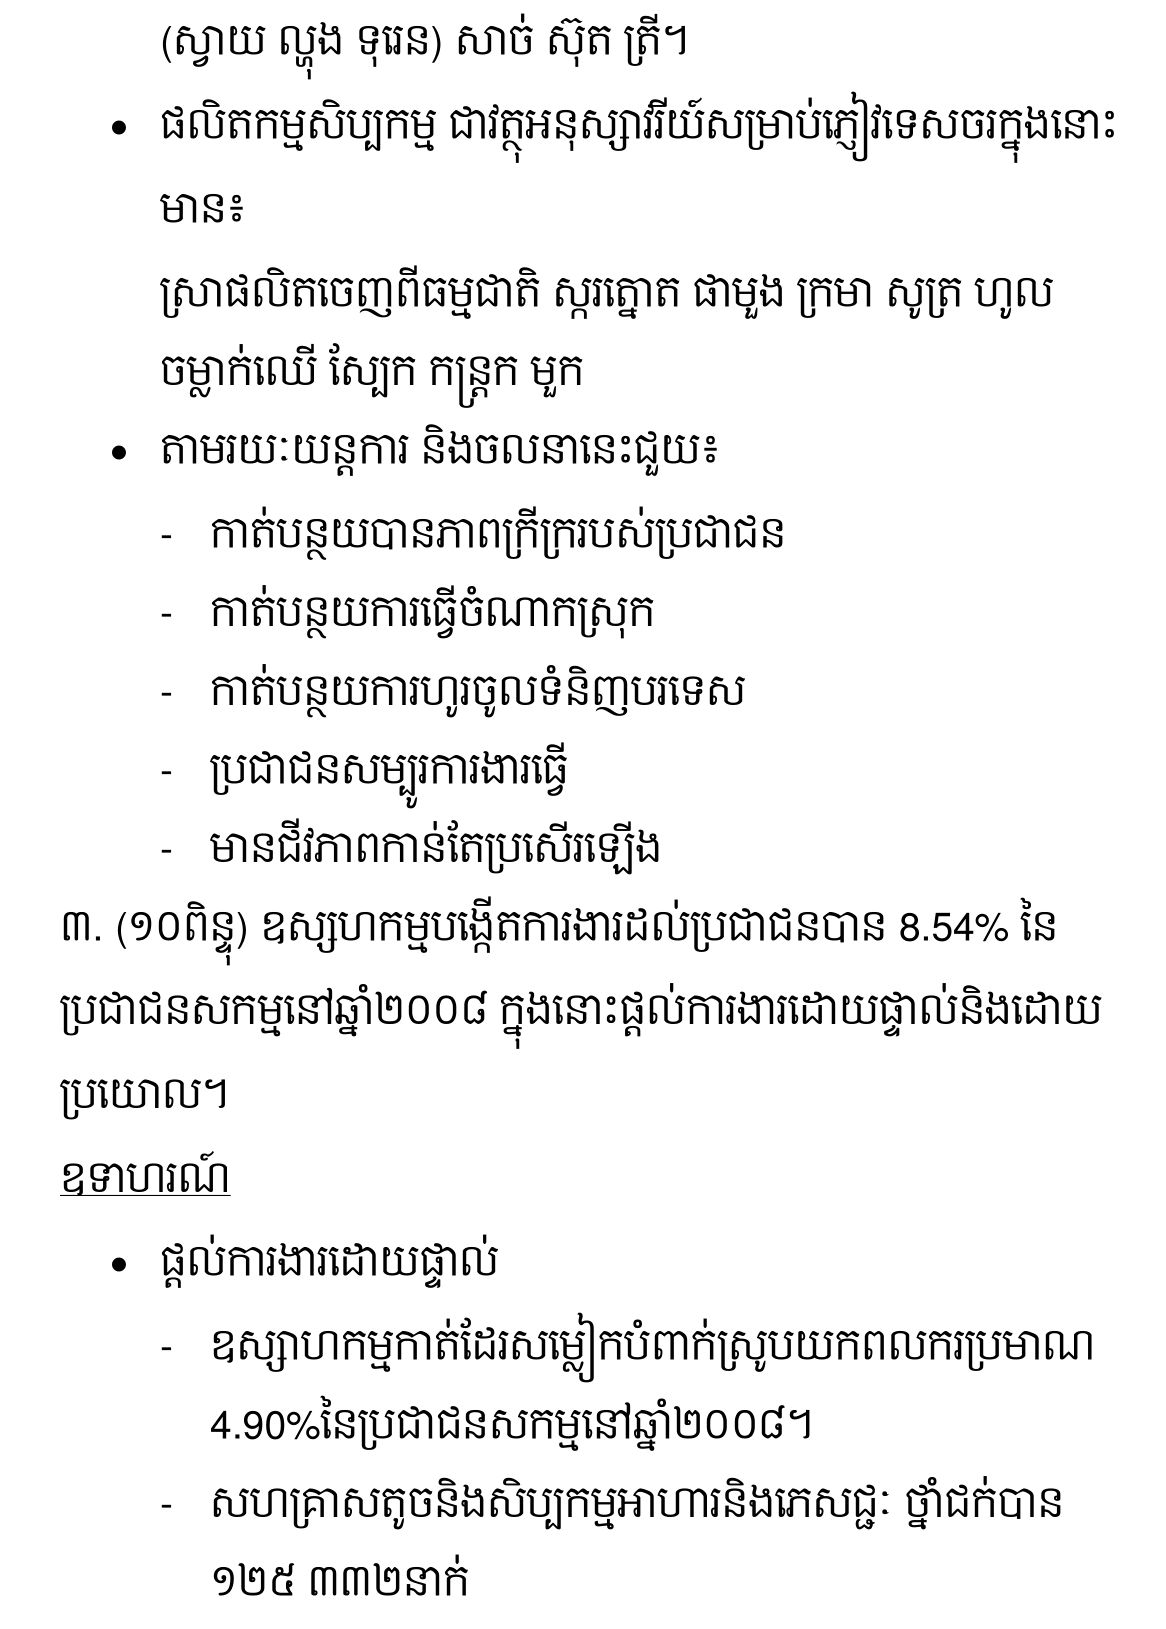 (ស្វាយ ល្ហុង ទុរេន) សាច់ ស៊ុត ត្រី។
• ផលិតកម្មសិប្បកម្ម ជាវត្ថុអនុស្សាវរីយ៍សម្រាប់ភ្ញៀវទេសចរក្នុងនោះ
មាន៖
ស្រាផលិតចេញពីធម្មជាតិ ស្ករត្នោត ផាមួង ក្រមា សូត្រ ហូល
ចម្លាក់ឈើ ស្បែក កន្ត្រក មួក
• តាមរយៈយន្តការ និងចលនានេះជួយ៖
- កាត់បន្ថយបានភាពក្រីក្ររបស់ប្រជាជន
- កាត់បន្ថយការធ្វើចំណាកស្រុក
- កាត់បន្ថយការហូរចូលទំនិញបរទេស
- ប្រជាជនសម្បូរការងារធ្វើ
- មានជីវភាពកាន់តែប្រសើរឡើង
៣. (១០ពិន្ទុ) ឧស្សហកម្មបង្កើតការងារដល់ប្រជាជនបាន 8.54% នៃ
ប្រជាជនសកម្មនៅឆ្នាំ២០០៨ ក្នុងនោះផ្តល់ការងារដោយផ្ទាល់និងដោយ
ប្រយោល។
ឧទាហរណ៍
• ផ្តល់ការងារដោយផ្ទាល់
- ឧស្សាហកម្មកាត់ដែរសម្លៀកបំពាក់ស្រូបយកពលករប្រមាណ
4.90%នៃប្រជាជនសកម្មនៅឆ្នាំ២០០៨។
- សហគ្រាសតូចនិងសិប្បកម្មអាហារនិងភេសជ្ជៈ ថ្នាំជក់បាន
១២៥ ៣៣២នាក់